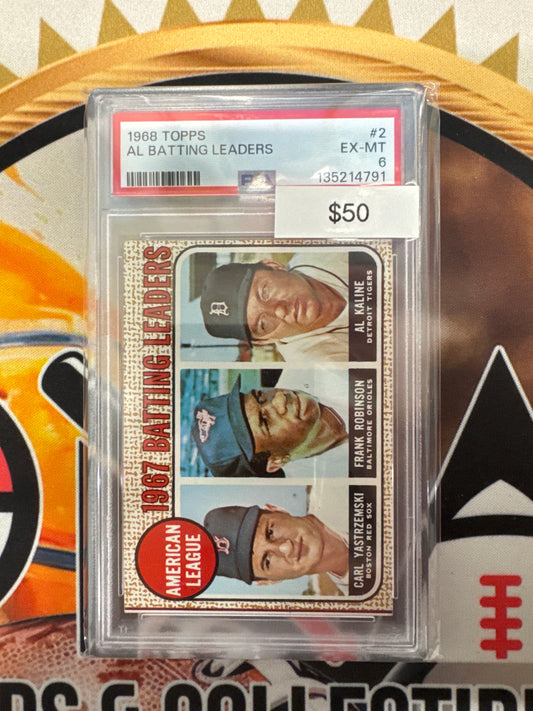 1968 TOPPS #2
AL BATTING LEADERS EX-MT
6
PSA 135214791
$50
1967 BATTING LEADERS
AMERICAN
LEAGUE
AL KALINE
DETROIT TIGERS
FRANK ROBINSON
BALTIMORE ORIOLES
CARL YASTRZEMSKI
BOSTON RED SOX